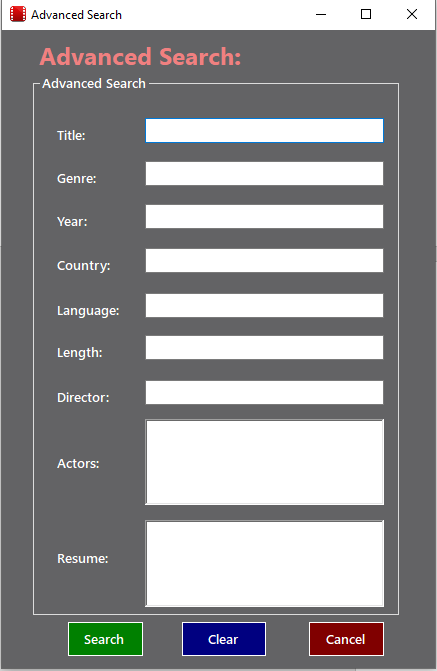 Advanced Search
Advanced Search:
Advanced Search
Title:
Genre:
Year:
Country:
Language:
Length:
Director:
Actors:
Resume:
Search Clear Cancel